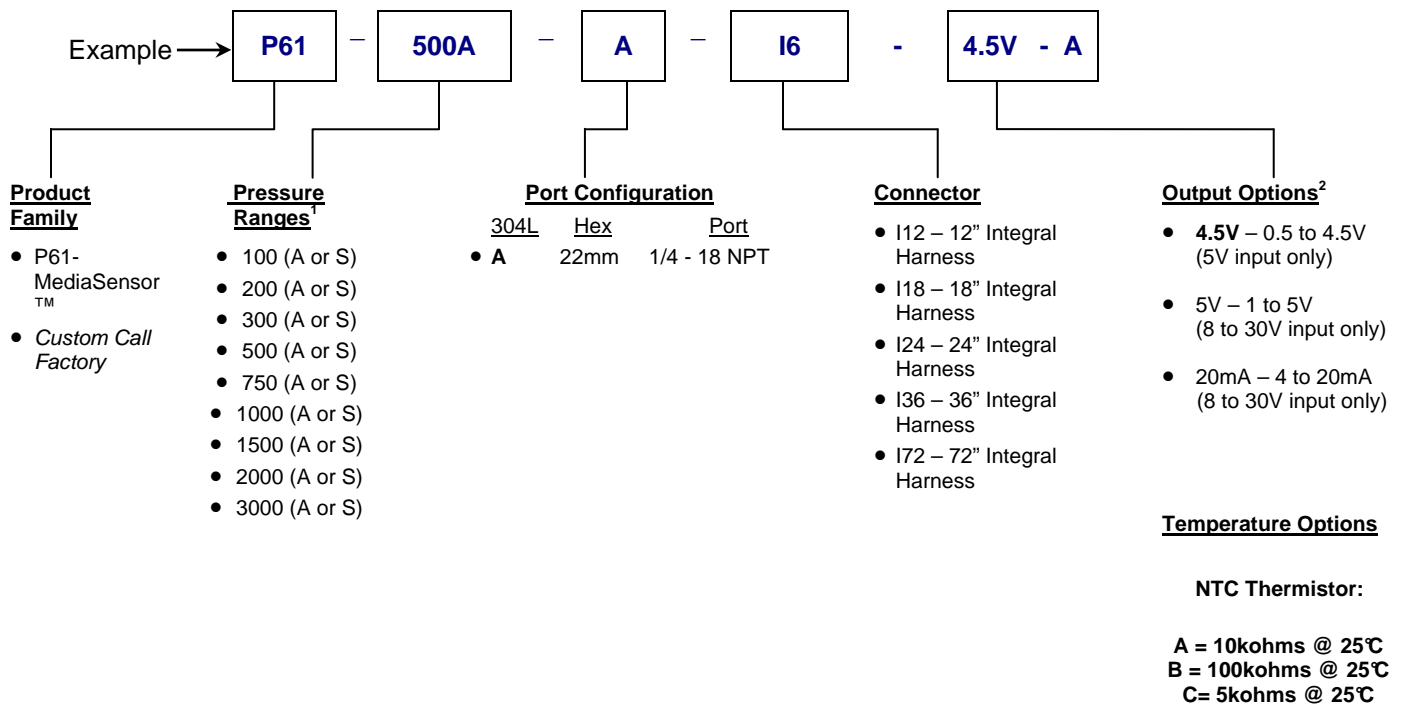 Example
P61 – 500A – A – I6 - 4.5V - A
Product
Family
• P61-
MediaSensor
™
• Custom Call
Factory
Pressure
Ranges1
• 100 (A or S)
• 200 (A or S)
• 300 (A or S)
• 500 (A or S)
• 750 (A or S)
• 1000 (A or S)
• 1500 (A or S)
• 2000 (A or S)
• 3000 (A or S)
Port Configuration
304L Hex Port
• A 22mm 1/4 - 18 NPT
Connector
• I12 – 12” Integral
Harness
• I18 – 18” Integral
Harness
• I24 – 24” Integral
Harness
• I36 – 36” Integral
Harness
• I72 – 72” Integral
Harness
Output Options2
• 4.5V – 0.5 to 4.5V
(5V input only)
• 5V – 1 to 5V
(8 to 30V input only)
• 20mA – 4 to 20mA
(8 to 30V input only)
Temperature Options
NTC Thermistor:
A = 10kohms @ 25℃
B = 100kohms @ 25℃
C= 5kohms @ 25℃